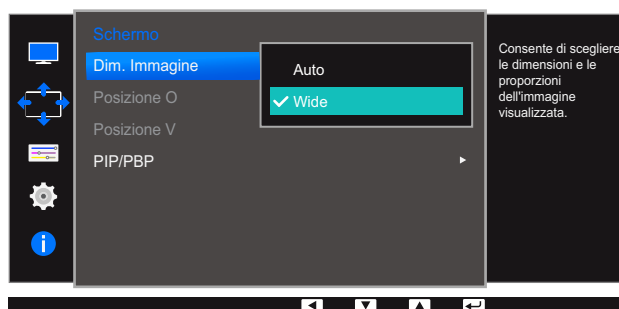 Schermo
Dim. Immagine
Auto
Wide
Posizione O
Posizione V
PIP/PBP
Consente di scegliere
le dimensioni e le
proporzioni
dell'immagine
visualizzata.